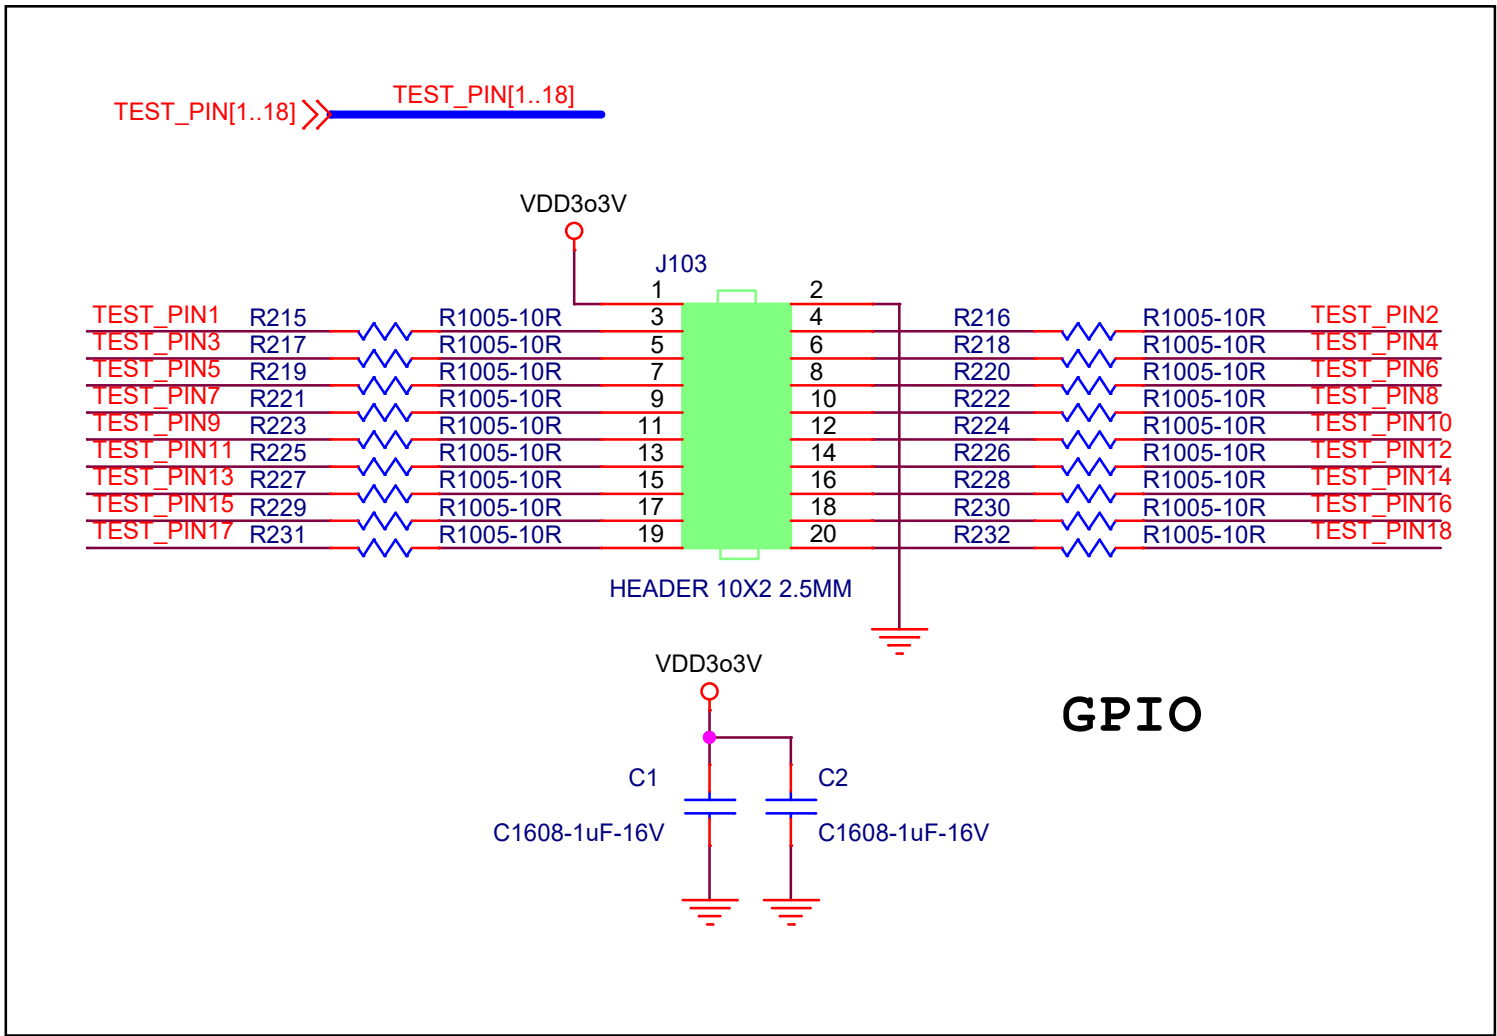 TEST_PIN[1..18]
TEST_PIN[1..18]
VDD3o3V
J103
1 2
TEST_PIN1 R215 R1005-10R 3 4 R216 R1005-10R TEST_PIN2
TEST_PIN3 R217 R1005-10R 5 6 R218 R1005-10R TEST_PIN4
TEST_PIN5 R219 R1005-10R 7 8 R220 R1005-10R TEST_PIN6
TEST_PIN7 R221 R1005-10R 9 10 R222 R1005-10R TEST_PIN8
TEST_PIN9 R223 R1005-10R 11 12 R224 R1005-10R TEST_PIN10
TEST_PIN11 R225 R1005-10R 13 14 R226 R1005-10R TEST_PIN12
TEST_PIN13 R227 R1005-10R 15 16 R228 R1005-10R TEST_PIN14
TEST_PIN15 R229 R1005-10R 17 18 R230 R1005-10R TEST_PIN16
TEST_PIN17 R231 R1005-10R 19 20 R232 R1005-10R TEST_PIN18
HEADER 10X2 2.5MM
VDD3o3V
GPIO
C1 C2
C1608-1uF-16V C1608-1uF-16V